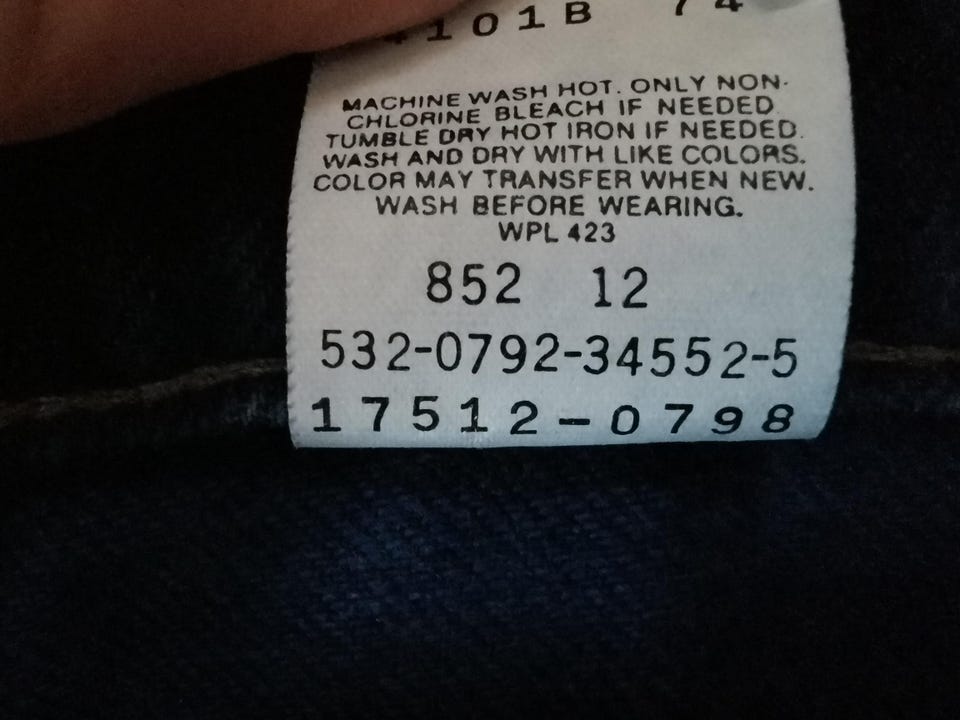 4101B 74
MACHINE WASH HOT. ONLY NON-
CHLORINE BLEACH IF NEEDED.
TUMBLE DRY HOT IRON IF NEEDED.
WASH AND DRY WITH LIKE COLORS.
COLOR MAY TRANSFER WHEN NEW.
WASH BEFORE WEARING.
WPL 423
852 12
532-0792-34552-5
17512-0798